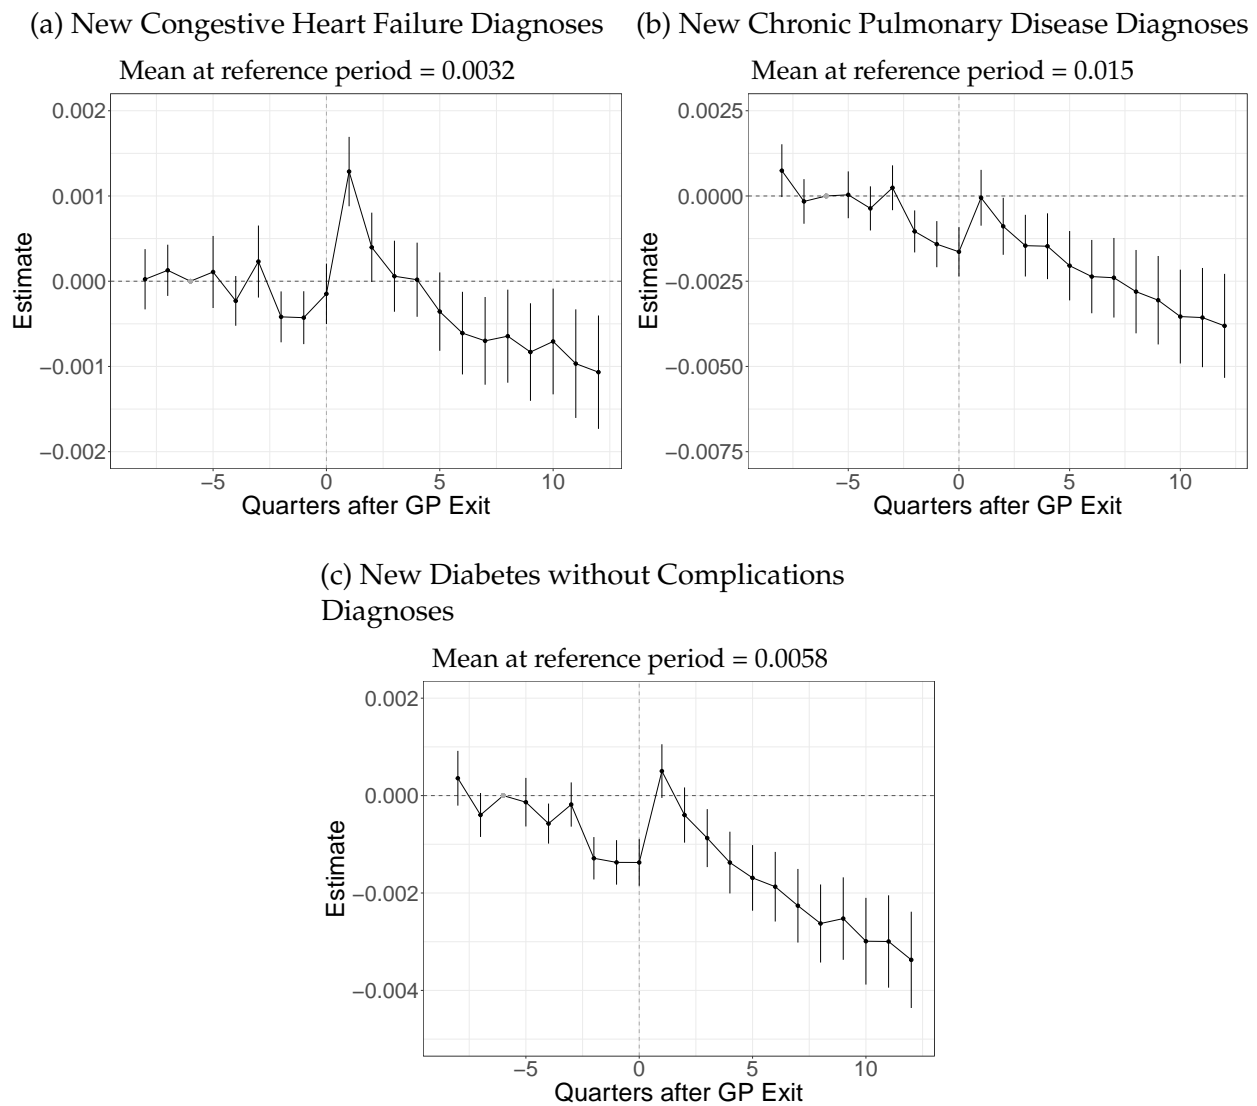 (a) New Congestive Heart Failure Diagnoses
Mean at reference period = 0.0032
0.002
0.001
0.000
−0.001
−0.002
Estimate
−5
0
5
10
Quarters after GP Exit
(b) New Chronic Pulmonary Disease Diagnoses
Mean at reference period = 0.015
0.0025
0.0000
−0.0025
−0.0050
−0.0075
Estimate
−5
0
5
10
Quarters after GP Exit
(c) New Diabetes without Complications
Diagnoses
Mean at reference period = 0.0058
0.002
0.000
−0.002
−0.004
Estimate
−5
0
5
10
Quarters after GP Exit